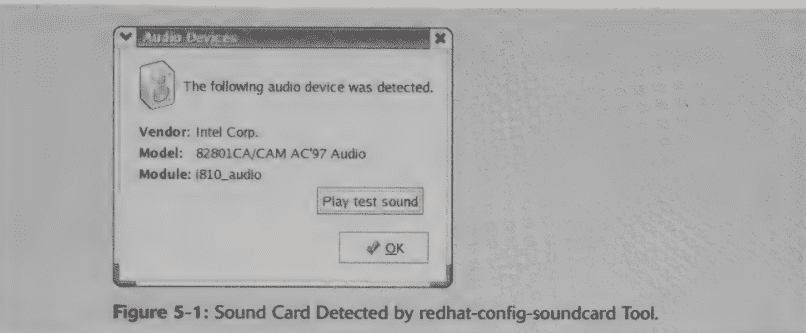 Audio Devices
The following audio device was detected.
Vendor: Intel Corp.
Model: 82801CA/CAM AC'97 Audio
Module: i810_audio
Play test sound
OK
Figure 5-1: Sound Card Detected by redhat-config-soundcard Tool.